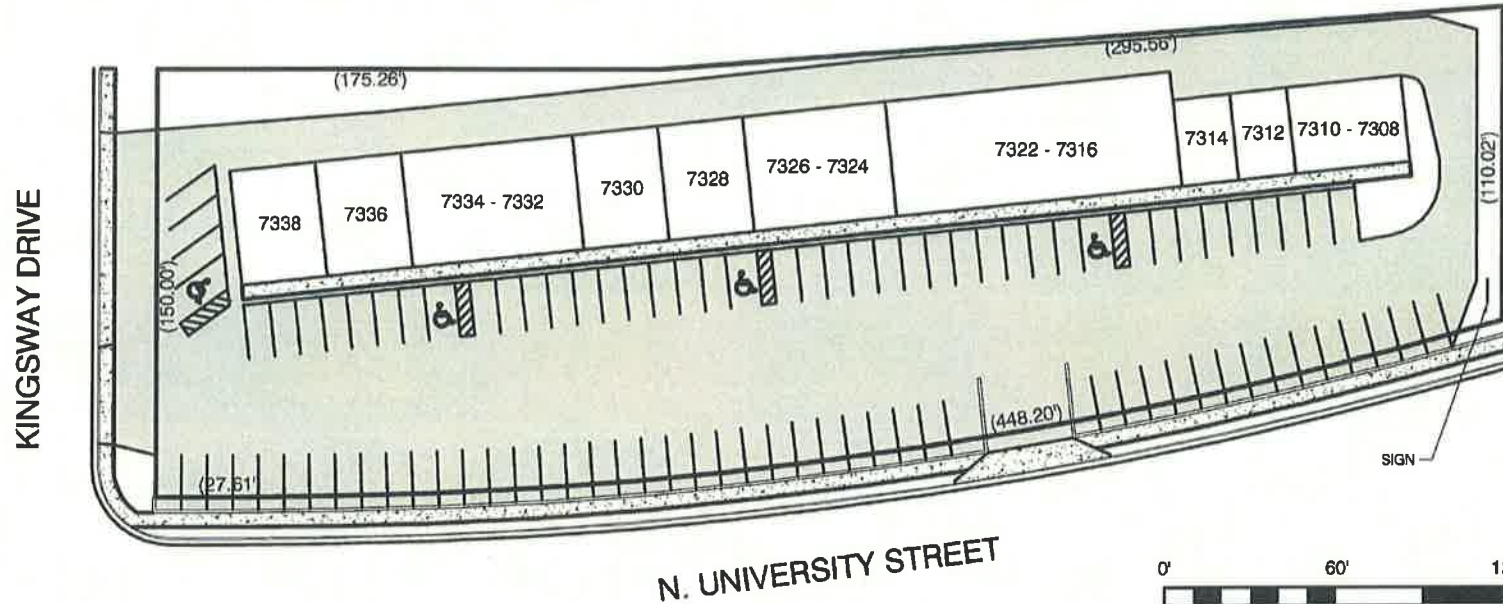 (175.26')
(295.56')
KINGSWAY DRIVE
(150.00')
7338
7336
7334 - 7332
7330
7328
7326 - 7324
7322 - 7316
7314
7312
7310 - 7308
(110.02')
(27.61'
(448.20')
SIGN
N. UNIVERSITY STREET
0' 60'